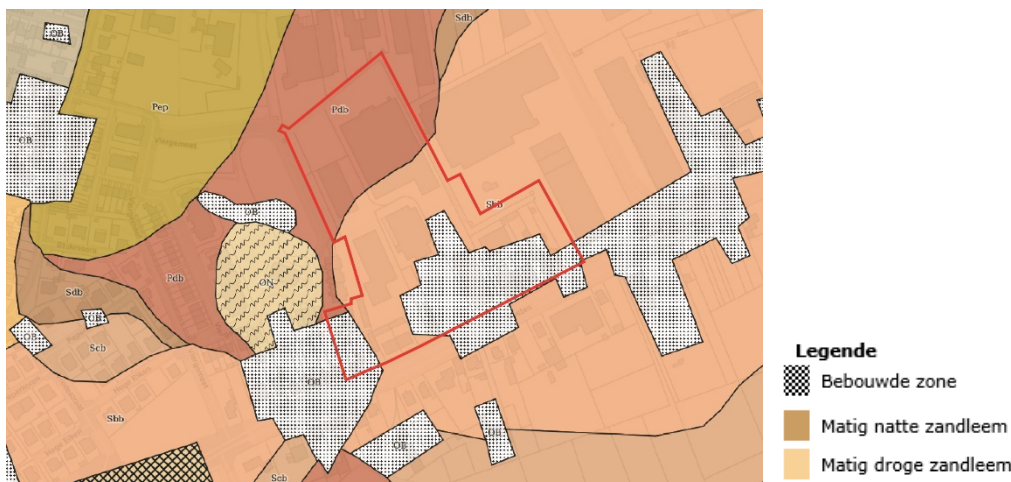 OB
Sdb
Pep
Pdb
OB
Sbb
OB
Pdb
ON
Sdb
OB
OB
Scb
OB
Sbb
OB
OB
Scb
Legende
Bebouwde zone
Matig natte zandleem
Matig droge zandleem